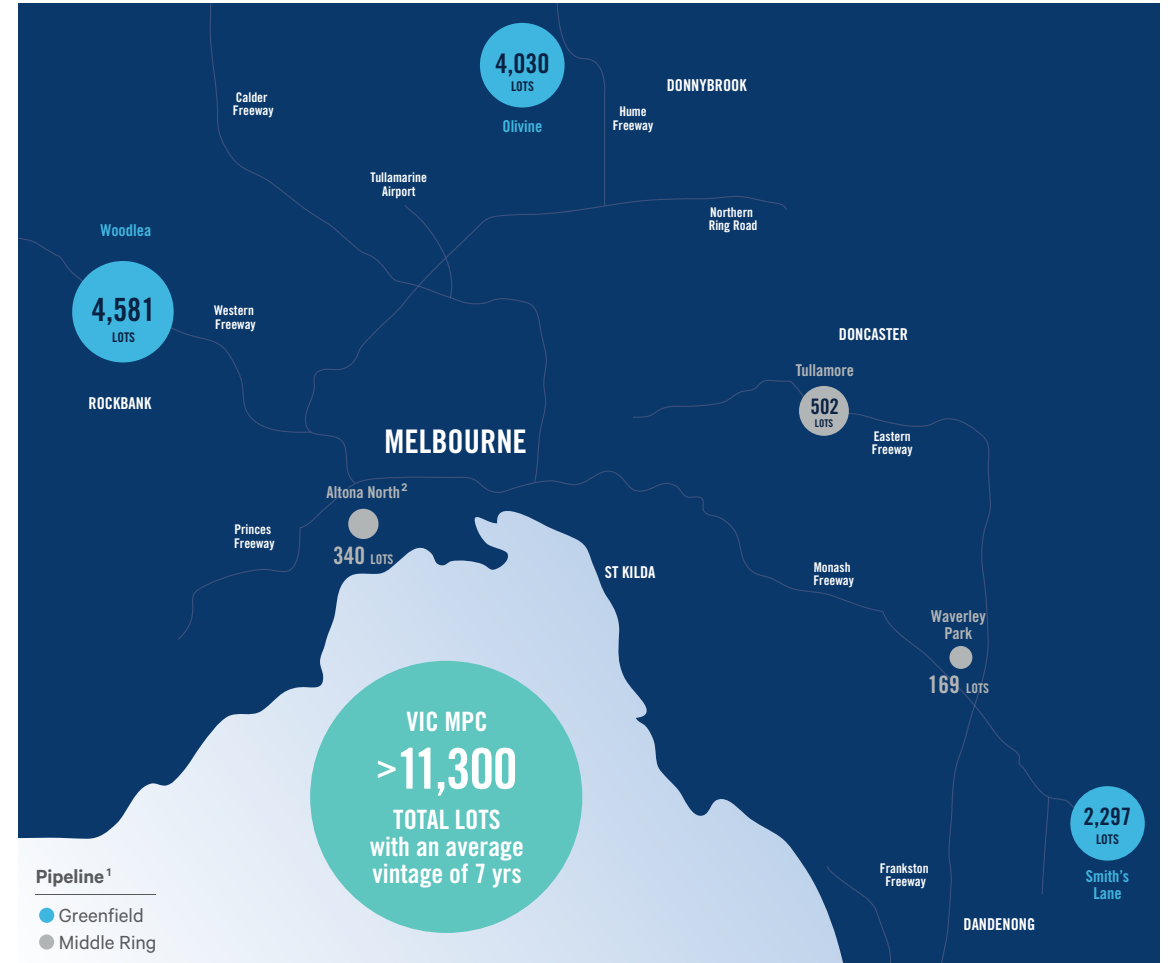 4,030
LOTS
Olivine
DONNYBROOK
Calder
Freeway
Hume
Freeway
Tullamarine
Airport
Northern
Ring Road
Woodlea
4,581
LOTS
Western
Freeway
ROCKBANK
DONCASTER
Tullamore
502
LOTS
Eastern
Freeway
MELBOURNE
Altona North²
340 LOTS
Princes
Freeway
ST KILDA
Monash
Freeway
Waverley
Park
169 LOTS
VIC MPC
>11,300
TOTAL LOTS
with an average
vintage of 7 yrs
2,297
LOTS
Smith's
Lane
Frankston
Freeway
DANDENONG
Pipeline¹
Greenfield
Middle Ring